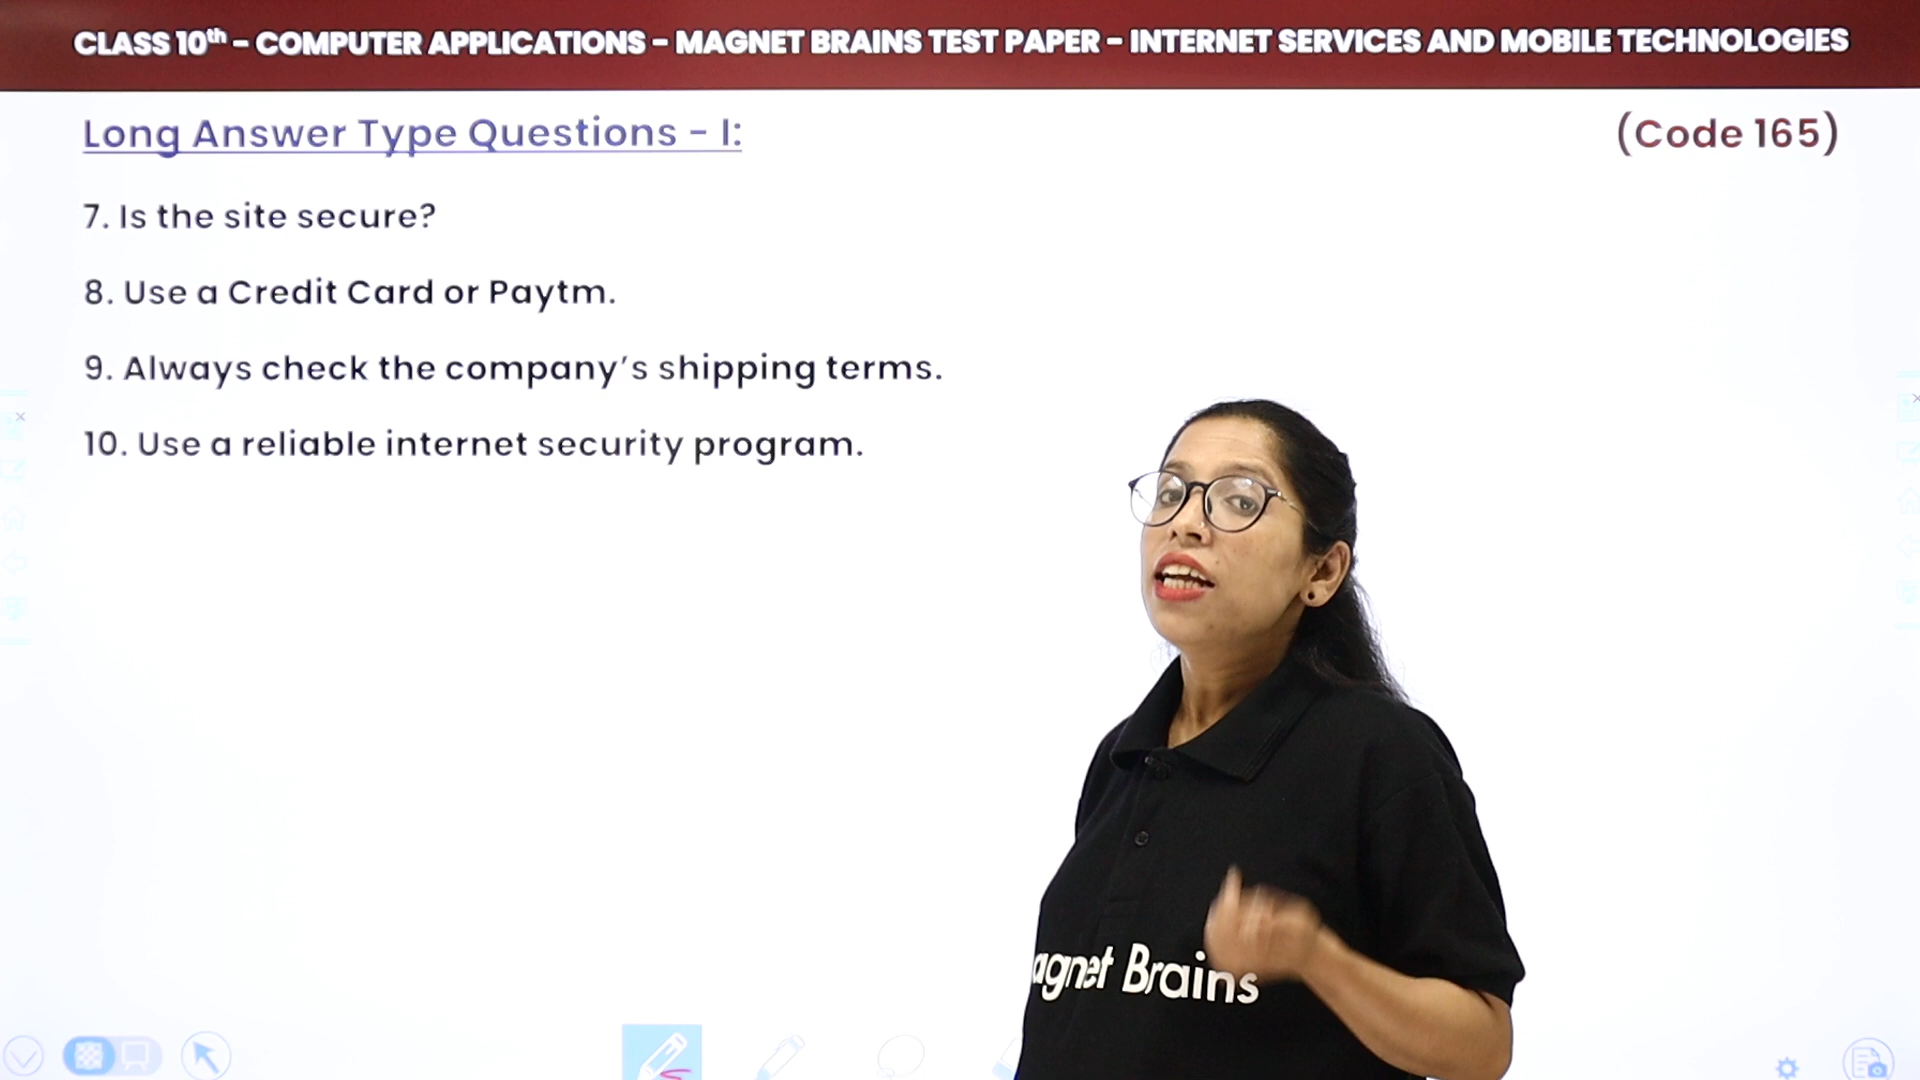 CLASS 10th - COMPUTER APPLICATIONS - MAGNET BRAINS TEST PAPER - INTERNET SERVICES AND MOBILE TECHNOLOGIES
Long Answer Type Questions - I:
(Code 165)
7. Is the site secure?
8. Use a Credit Card or Paytm.
9. Always check the company's shipping terms.
10. Use a reliable internet security program.
agnet Brains